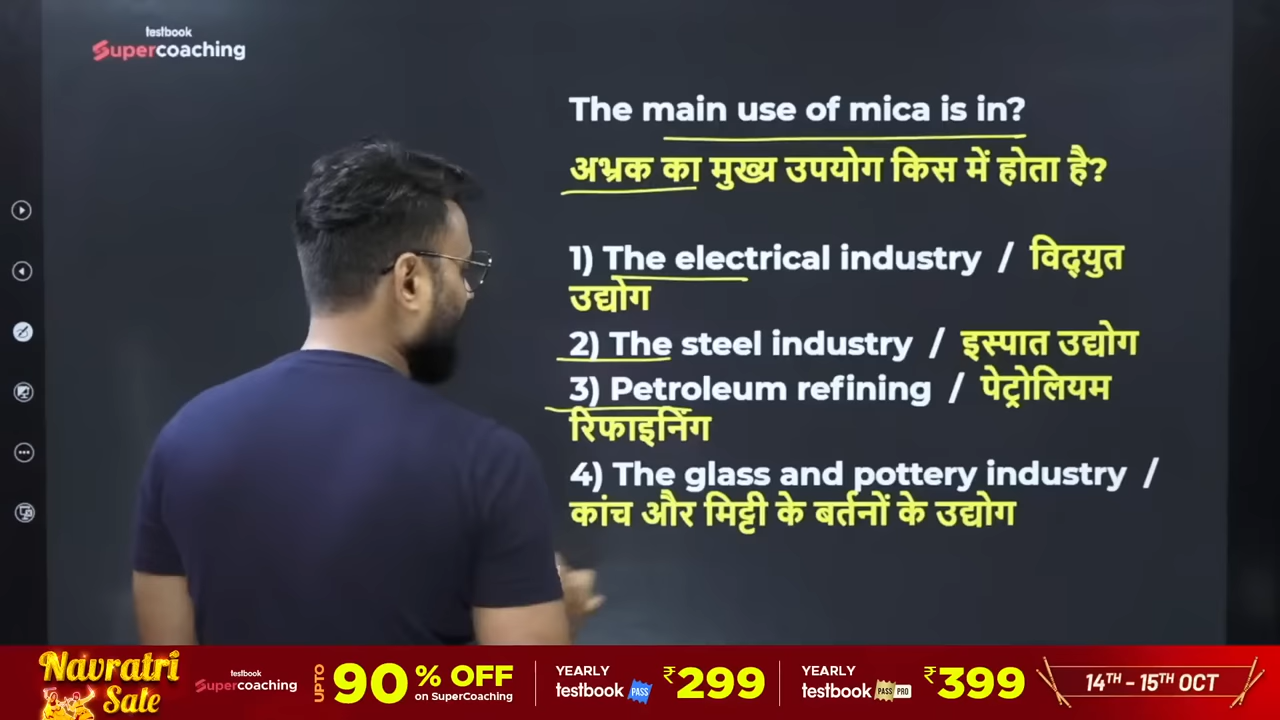 testbook
Supercoaching
The main use of mica is in?
अभ्रक का मुख्य उपयोग किस में होता है?
1) The electrical industry / विद्युत
उद्योग
2) The steel industry / इस्पात उद्योग
3) Petroleum refining / पेट्रोलियम
रिफाइनिंग
4) The glass and pottery industry /
कांच और मिट्टी के बर्तनों के उद्योग
Navratri
Sale
testbook
Supercoaching
UPTO 90% OFF
on SuperCoaching
YEARLY
testbook PASS
₹299
YEARLY
testbook PASS PRO
₹399
14TH - 15TH OCT